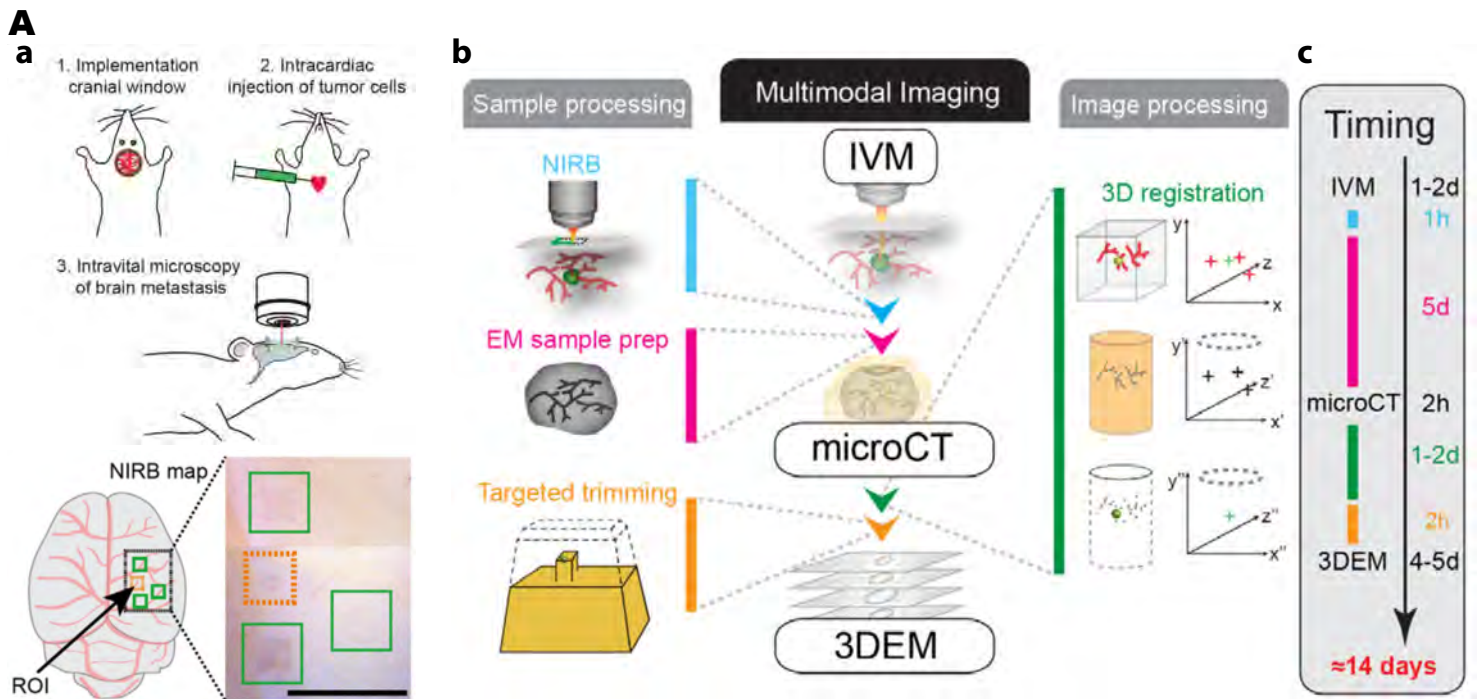 A
a
1. Implementation
cranial window
2. Intracardiac
injection of tumor cells
3. Intravital microscopy
of brain metastasis
NIRB map
ROI
b
Sample processing
Multimodal Imaging
Image processing
NIRB
IVM
3D registration
y
z
x
EM sample prep
y'
z'
x'
microCT
Targeted trimming
y''
z''
x''
3DEM
c
Timing
IVM
1-2d
1h
5d
microCT
2h
1-2d
2h
3DEM
4-5d
≈14 days